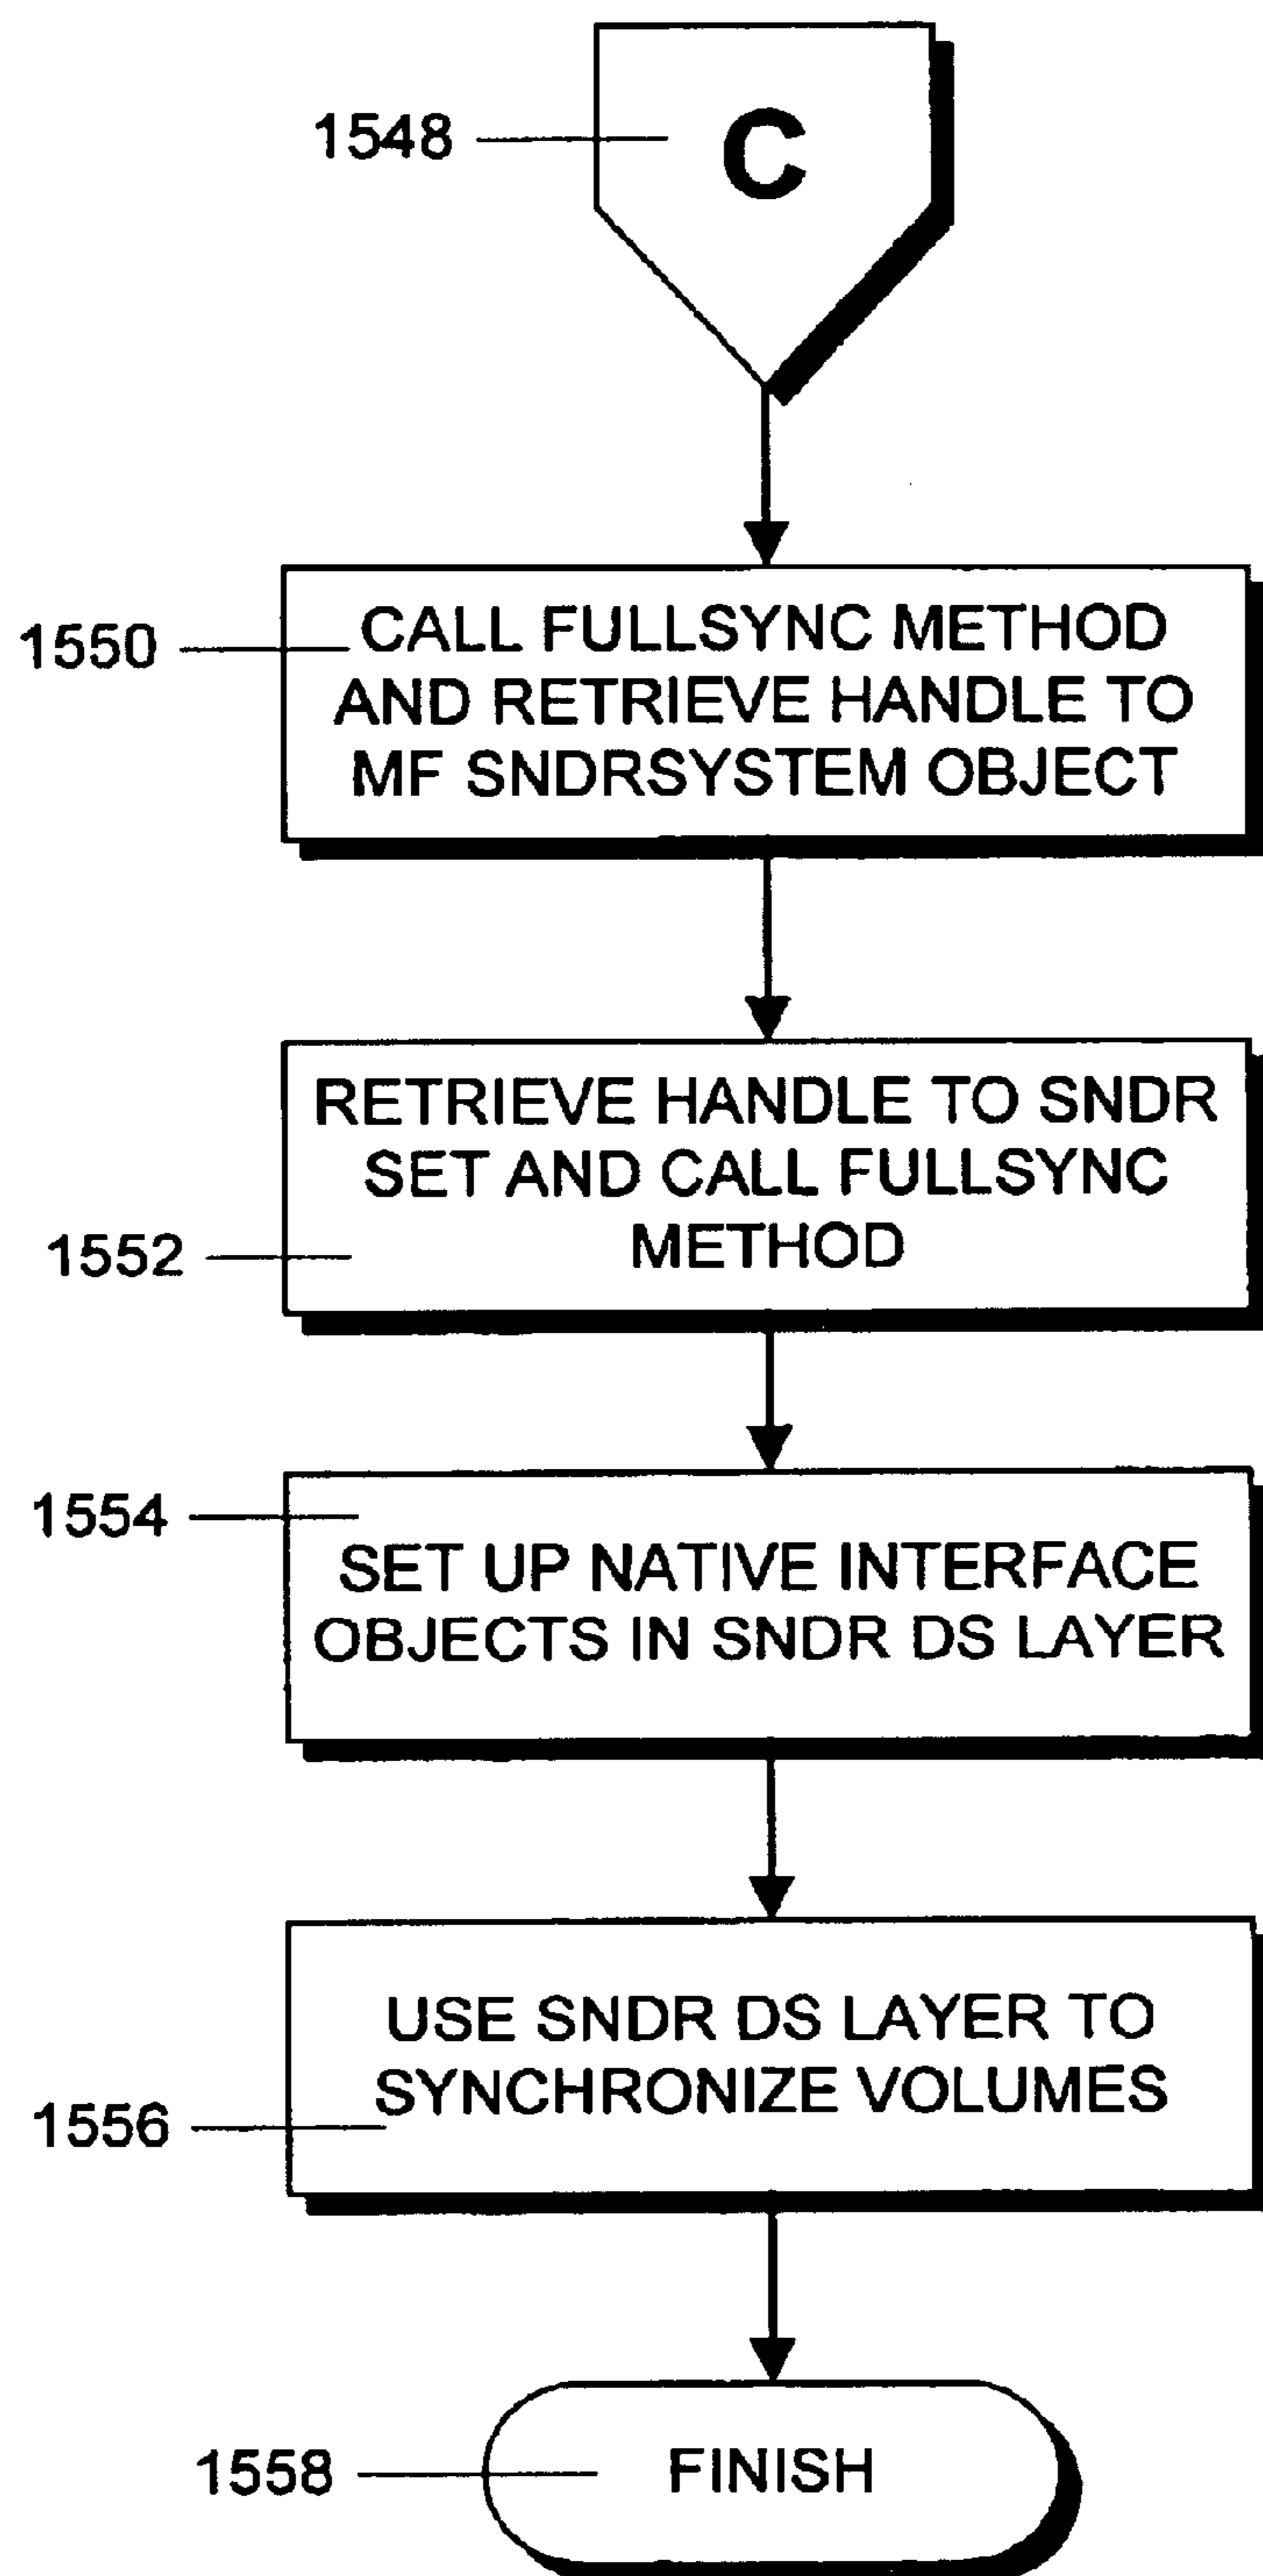 1548
C
1550
CALL FULLSYNC METHOD
AND RETRIEVE HANDLE TO
MF SNDRSYSTEM OBJECT
RETRIEVE HANDLE TO SNDR
SET AND CALL FULLSYNC
METHOD
1552
1554
SET UP NATIVE INTERFACE
OBJECTS IN SNDR DS LAYER
USE SNDR DS LAYER TO
SYNCHRONIZE VOLUMES
1556
1558
FINISH